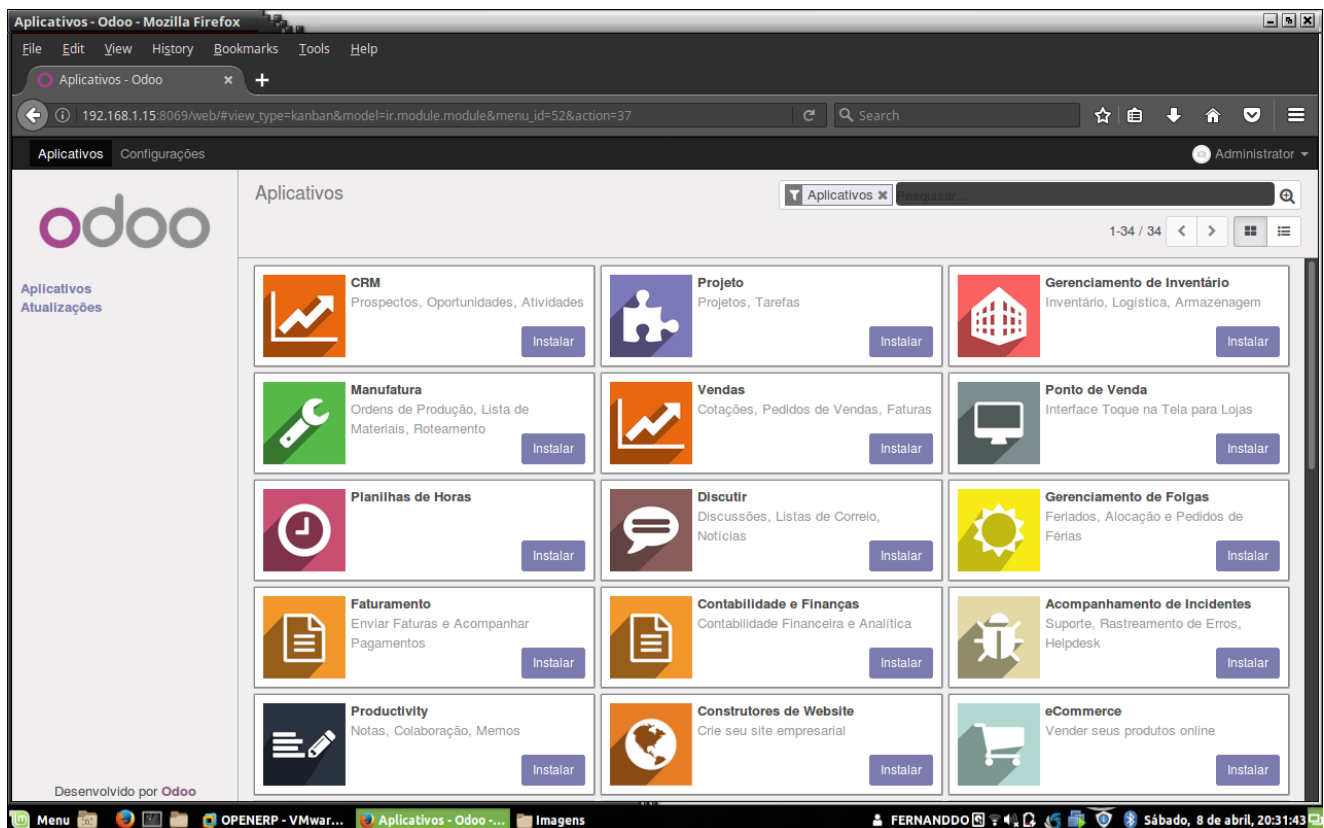 Aplicativos - Odoo - Mozilla Firefox
File Edit View History Bookmarks Tools Help
Aplicativos - Odoo
192.168.1.15:8069/web/#view_type=kanban&model=ir.module.module&menu_id=52&action=37
Search
Aplicativos Configurações
Administrator
odoo
Aplicativos
Atualizações
Desenvolvido por Odoo
Aplicativos
Aplicativos
Pesquisar...
1-34 / 34
CRM
Prospectos, Oportunidades, Atividades
Instalar
Projeto
Projetos, Tarefas
Instalar
Gerenciamento de Inventário
Inventário, Logística, Armazenagem
Instalar
Manufatura
Ordens de Produção, Lista de
Materiais, Roteamento
Instalar
Vendas
Cotações, Pedidos de Vendas, Faturas
Instalar
Ponto de Venda
Interface Toque na Tela para Lojas
Instalar
Planilhas de Horas
Instalar
Discutir
Discussões, Listas de Correio,
Notícias
Instalar
Gerenciamento de Folgas
Feriados, Alocação e Pedidos de
Férias
Instalar
Faturamento
Enviar Faturas e Acompanhar
Pagamentos
Instalar
Contabilidade e Finanças
Contabilidade Financeira e Analítica
Instalar
Acompanhamento de Incidentes
Suporte, Rastreamento de Erros,
Helpdesk
Instalar
Productivity
Notas, Colaboração, Memos
Instalar
Construtores de Website
Crie seu site empresarial
Instalar
eCommerce
Vender seus produtos online
Instalar
Menu
OPENERP - VMwar...
Aplicativos - Odoo -...
Imagens
FERNANDDO
Sábado, 8 de abril, 20:31:43